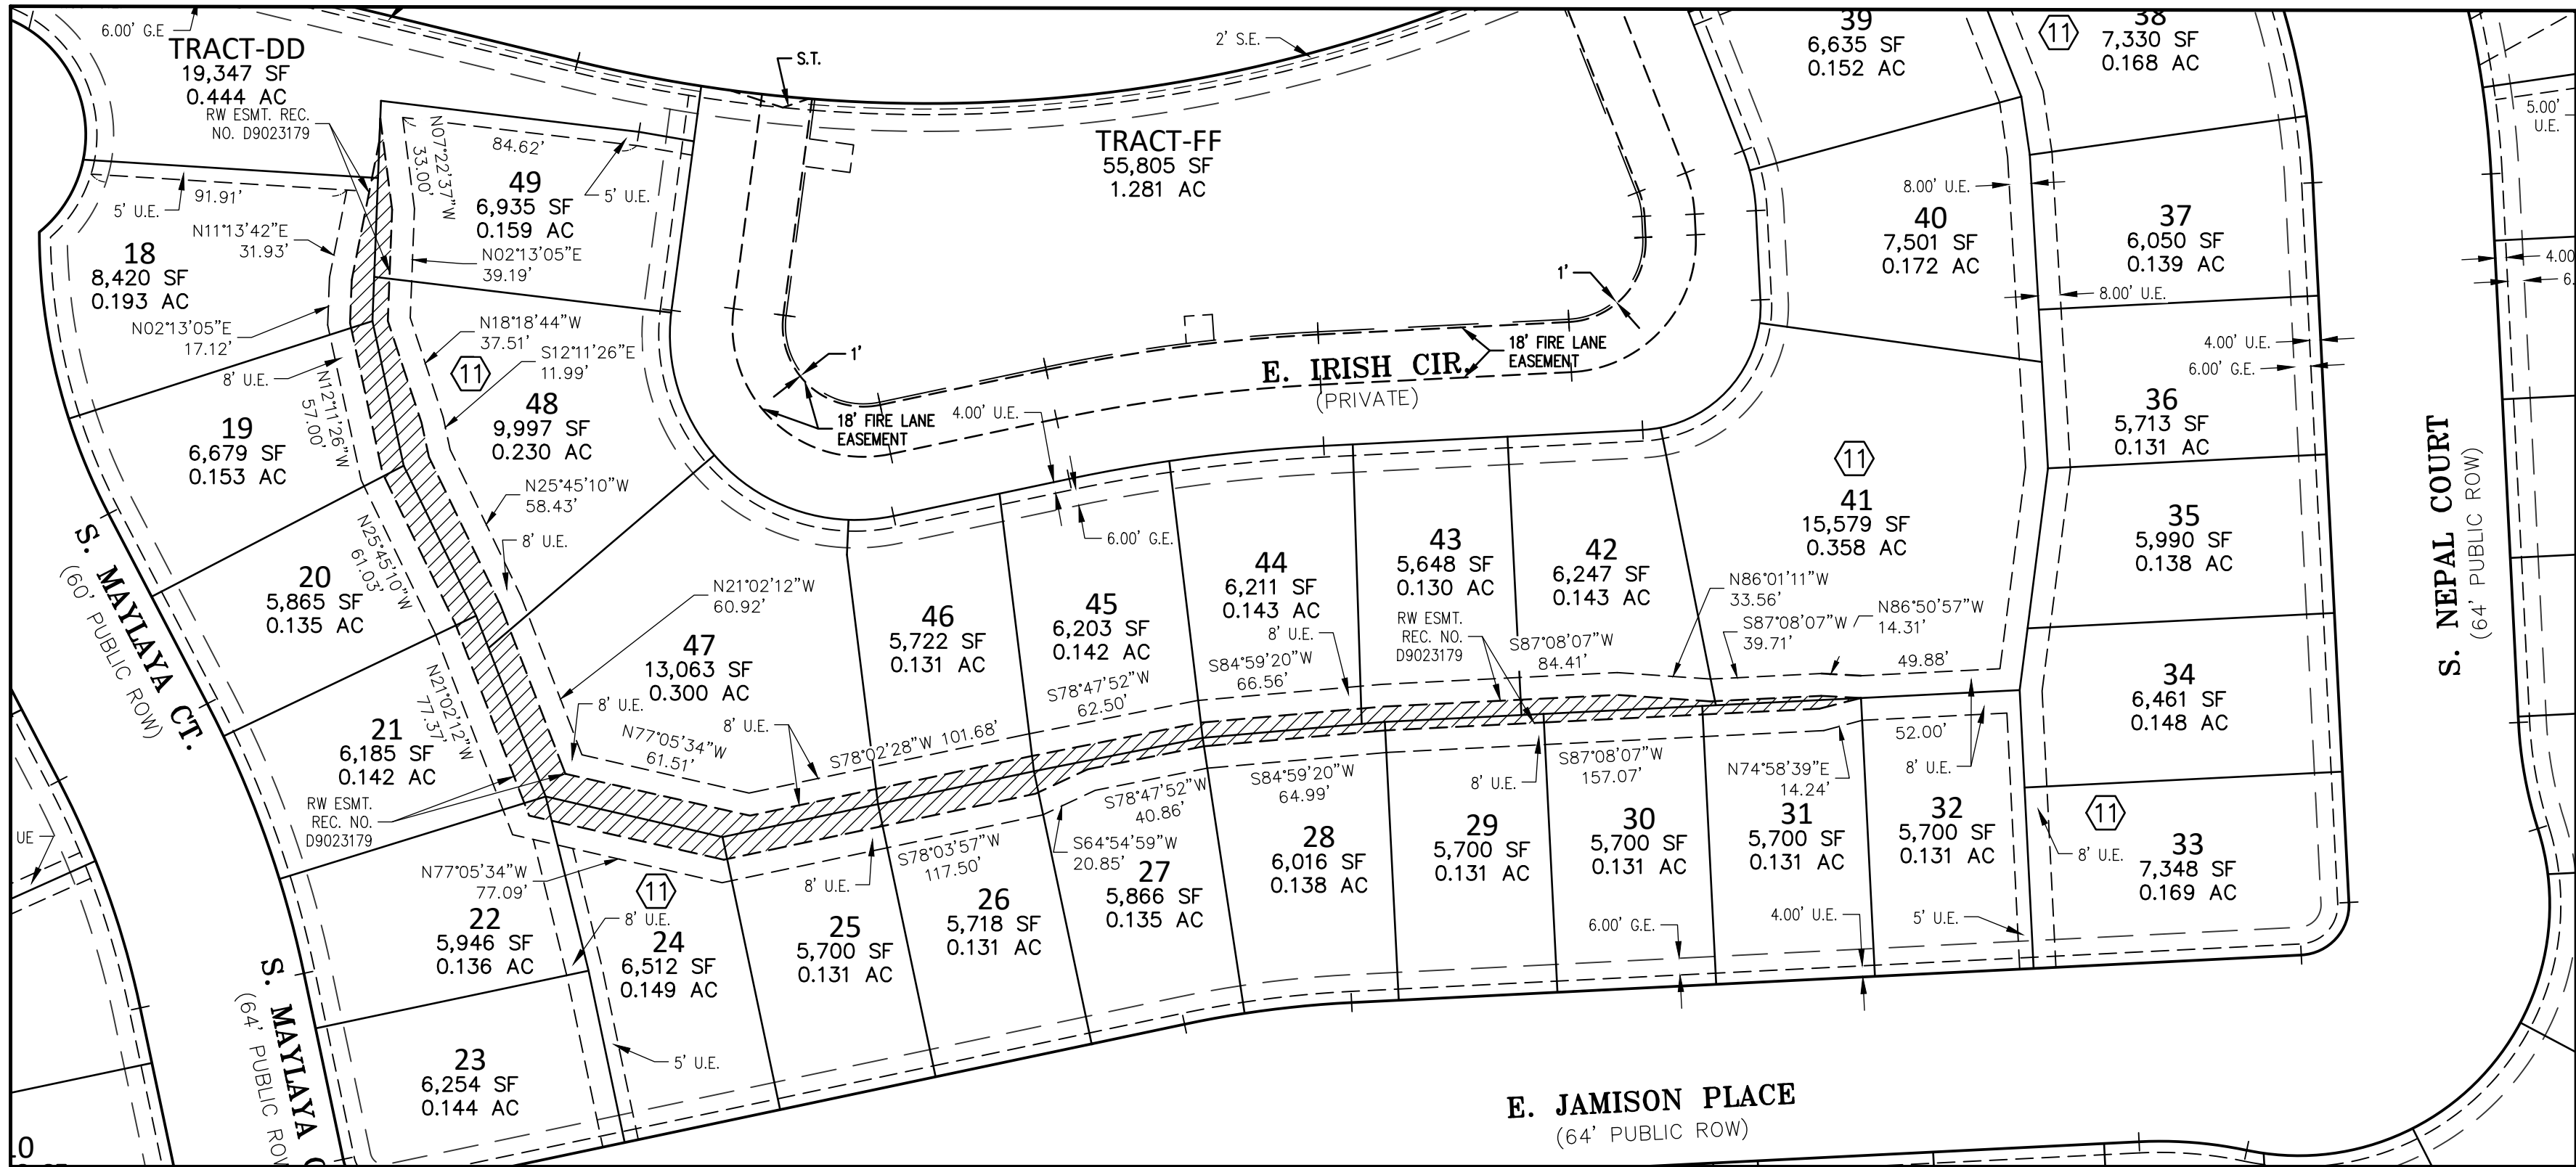 6.00' G.E
TRACT-DD
19,347 SF
0.444 AC
RW ESMT. REC.
NO. D9023179
S.T.
2' S.E.
TRACT-FF
55,805 SF
1.281 AC
39
6,635 SF
0.152 AC
11
38
7,330 SF
0.168 AC
5.00'
U.E.
84.62'
N07°22'37"W
33.00'
49
6,935 SF
0.159 AC
5' U.E.
91.91'
5' U.E.
N11°13'42"E
31.93'
18
8,420 SF
0.193 AC
N02°13'05"E
39.19'
N02°13'05"E
17.12'
8.00' U.E.
40
7,501 SF
0.172 AC
37
6,050 SF
0.139 AC
8.00' U.E.
4.00
6.
1'
1'
18' FIRE LANE
EASEMENT
E. IRISH CIR.
(PRIVATE)
18' FIRE LANE
EASEMENT
4.00' U.E.
6.00' G.E.
4.00' U.E.
6.00' G.E.
N18°18'44"W
37.51'
S12°11'26"E
11.99'
11
8' U.E.
N12°11'26"W
57.00'
19
6,679 SF
0.153 AC
48
9,997 SF
0.230 AC
N25°45'10"W
58.43'
8' U.E.
36
5,713 SF
0.131 AC
11
41
15,579 SF
0.358 AC
35
5,990 SF
0.138 AC
S. NEPAL COURT
(64' PUBLIC ROW)
S. MAYLAYA CT.
(60' PUBLIC ROW)
20
5,865 SF
0.135 AC
N25°45'10"W
61.03'
N21°02'12"W
60.92'
47
13,063 SF
0.300 AC
46
5,722 SF
0.131 AC
45
6,203 SF
0.142 AC
44
6,211 SF
0.143 AC
8' U.E.
43
5,648 SF
0.130 AC
RW ESMT.
REC. NO.
D9023179
42
6,247 SF
0.143 AC
N86°01'11"W
33.56'
S87°08'07"W
39.71'
N86°50'57"W
14.31'
49.88'
S87°08'07"W
84.41'
S84°59'20"W
66.56'
S78°47'52"W
62.50'
S78°02'28"W 101.68'
8' U.E.
8' U.E.
N77°05'34"W
61.51'
34
6,461 SF
0.148 AC
21
6,185 SF
0.142 AC
N21°02'12"W
77.37'
RW ESMT.
REC. NO.
D9023179
UE
52.00'
8' U.E.
S87°08'07"W
157.07'
8' U.E.
N74°58'39"E
14.24'
S84°59'20"W
64.99'
S78°47'52"W
40.86'
S64°54'59"W
20.85'
S78°03'57"W
117.50'
8' U.E.
N77°05'34"W
77.09'
11
8' U.E.
22
5,946 SF
0.136 AC
24
6,512 SF
0.149 AC
25
5,700 SF
0.131 AC
26
5,718 SF
0.131 AC
27
5,866 SF
0.135 AC
28
6,016 SF
0.138 AC
29
5,700 SF
0.131 AC
30
5,700 SF
0.131 AC
31
5,700 SF
0.131 AC
32
5,700 SF
0.131 AC
11
33
7,348 SF
0.169 AC
8' U.E.
5' U.E.
4.00' U.E.
6.00' G.E.
5' U.E.
23
6,254 SF
0.144 AC
S. MAYLAYA C
(64' PUBLIC ROW
E. JAMISON PLACE
(64' PUBLIC ROW)